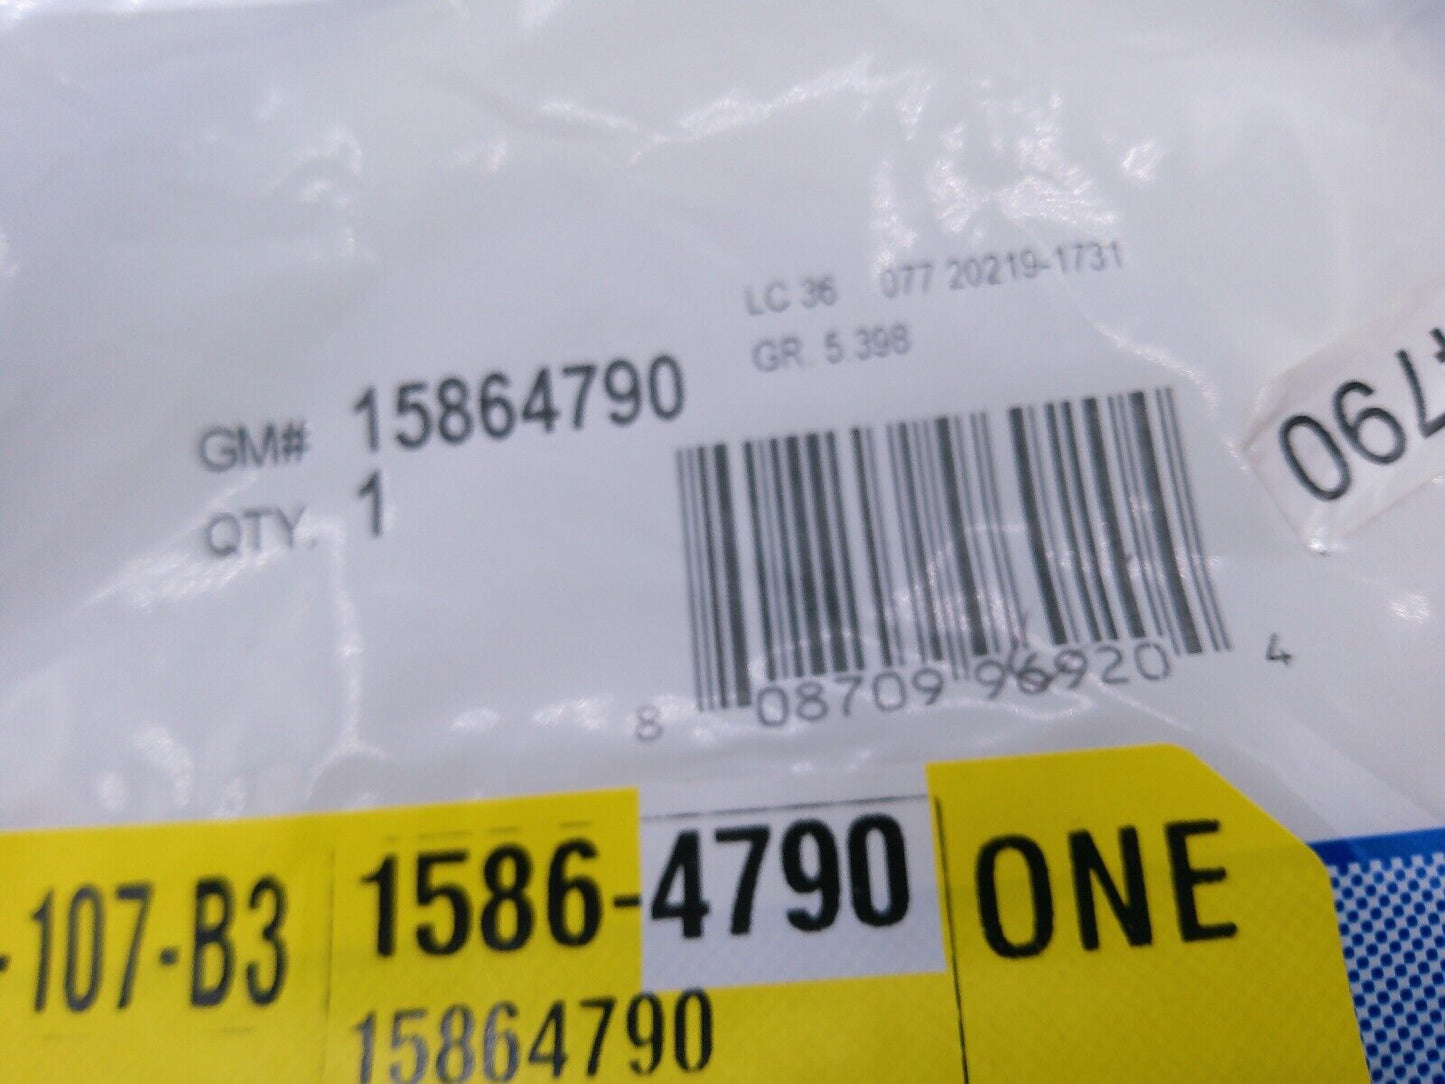 LC 36 077 20219-1731
GR. 5.398
GM# 15864790
QTY. 1
8 08709 96920 4
790
-107-B3 1586-4790 ONE
15864790